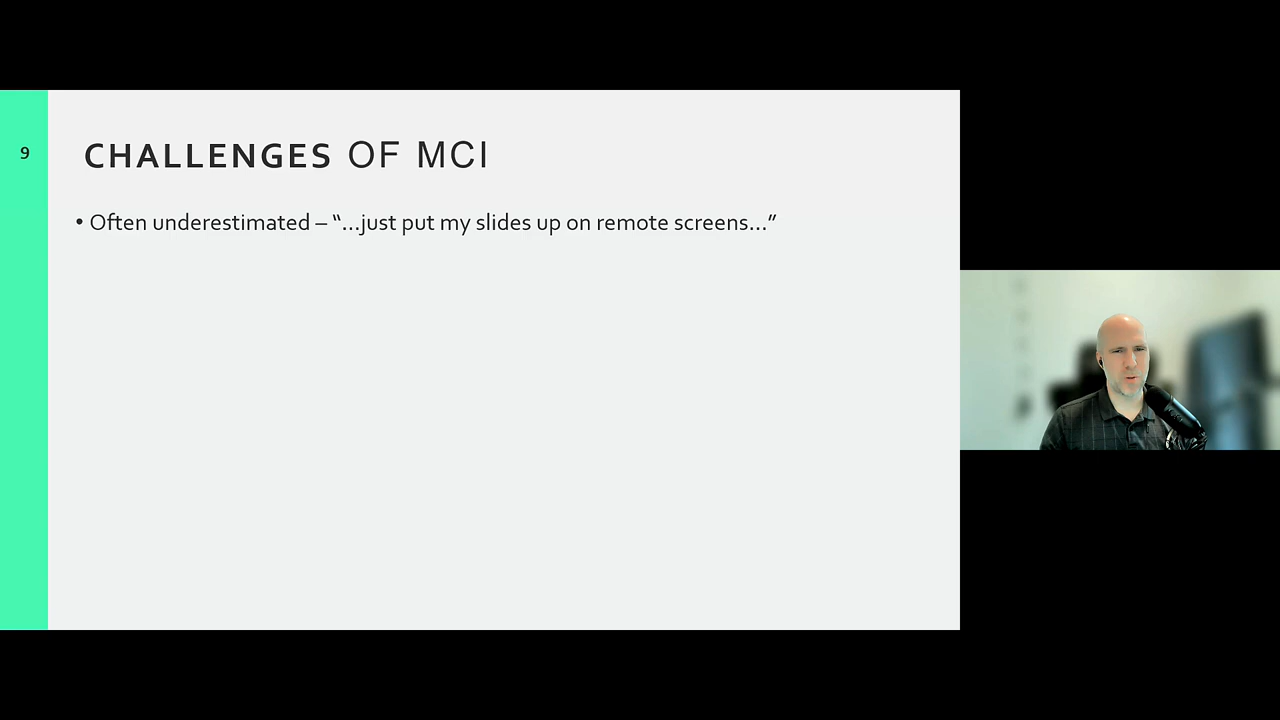 9
CHALLENGES OF MCI
• Often underestimated – “…just put my slides up on remote screens…”